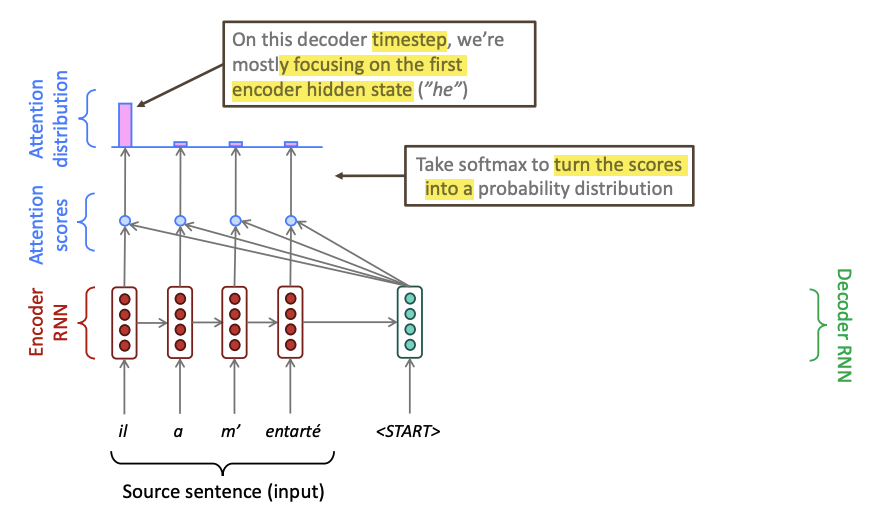 On this decoder timestep, we're
mostly focusing on the first
encoder hidden state ("he")
Attention
distribution
Take softmax to turn the scores
into a probability distribution
Attention
scores
Encoder
RNN
Decoder RNN
il a m' entarté <START>
Source sentence (input)